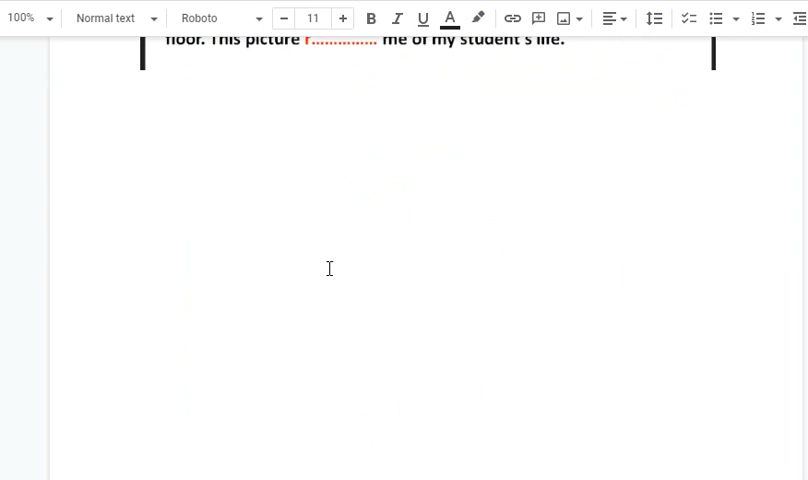 100% Normal text Roboto − 11 + B I U A
floor. This picture r............... me of my student's life.